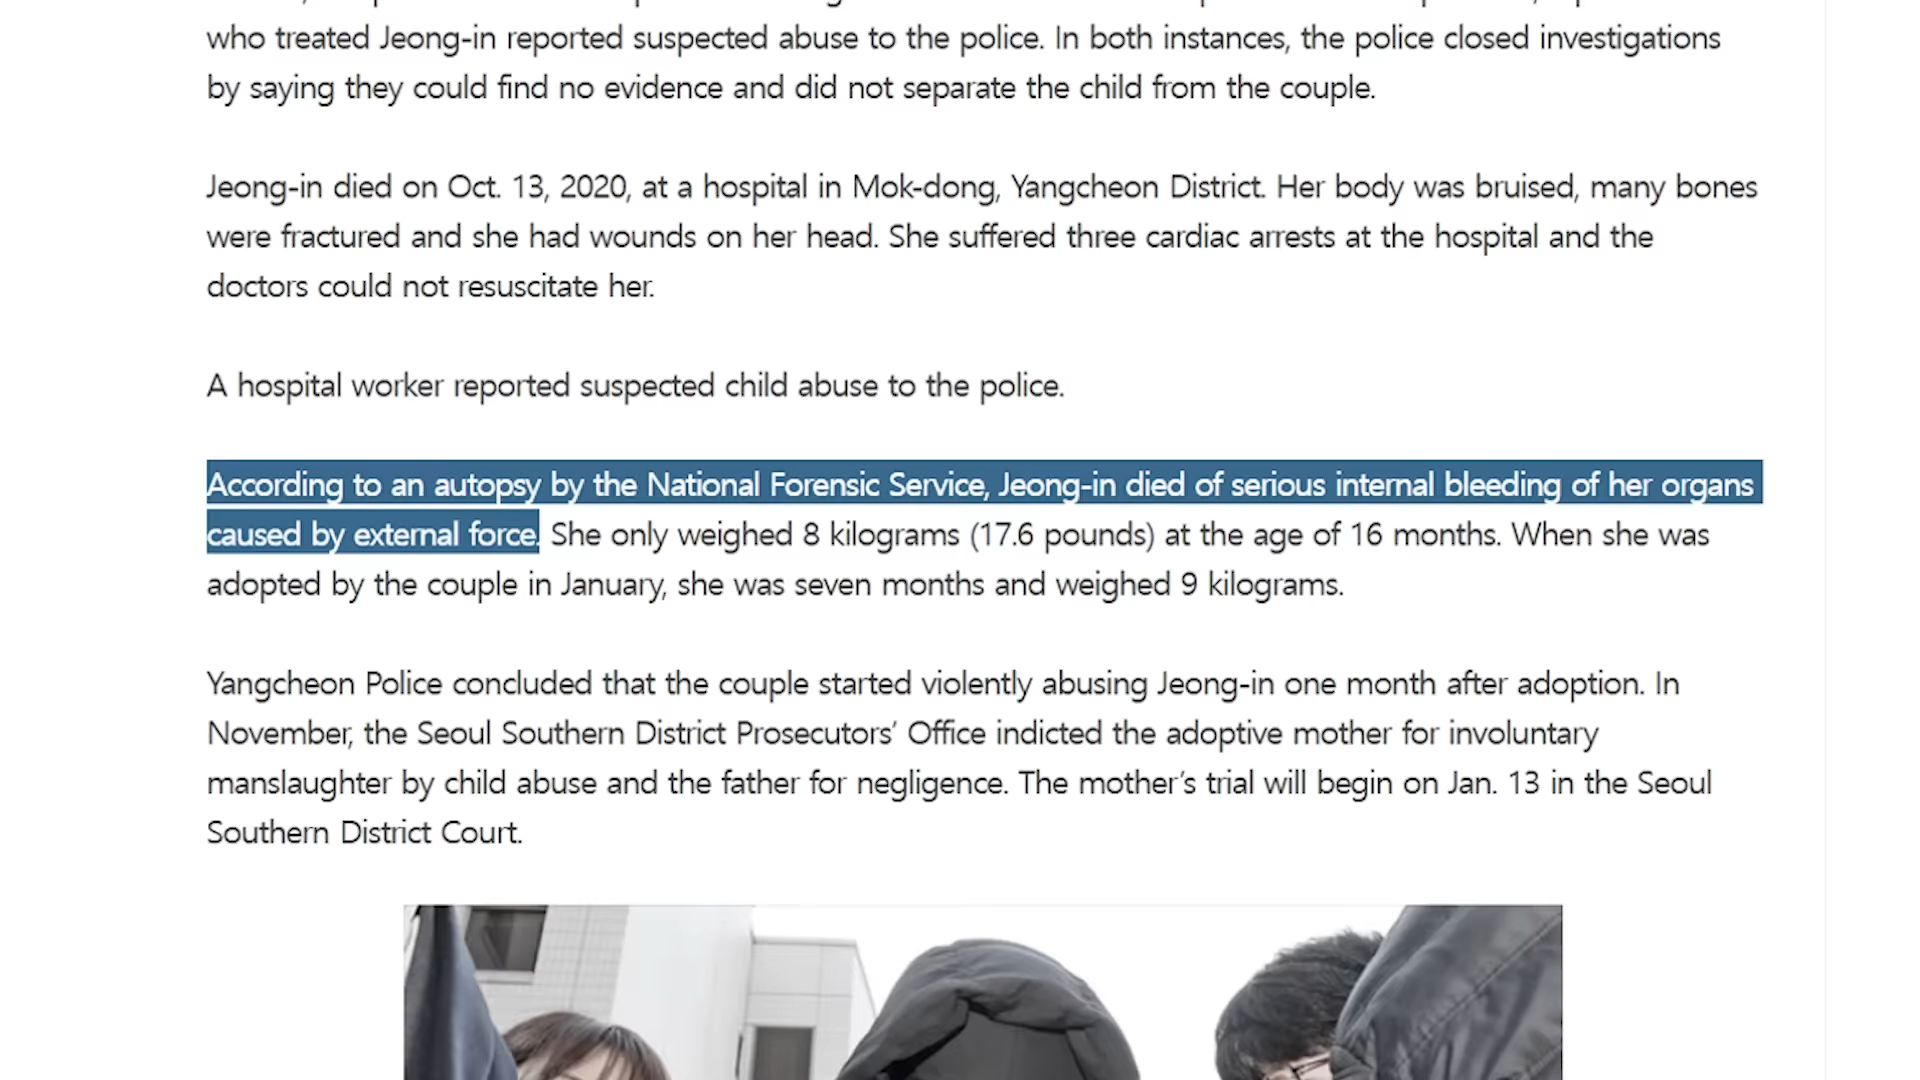 who treated Jeong-in reported suspected abuse to the police. In both instances, the police closed investigations
by saying they could find no evidence and did not separate the child from the couple.
Jeong-in died on Oct. 13, 2020, at a hospital in Mok-dong, Yangcheon District. Her body was bruised, many bones
were fractured and she had wounds on her head. She suffered three cardiac arrests at the hospital and the
doctors could not resuscitate her.
A hospital worker reported suspected child abuse to the police.
According to an autopsy by the National Forensic Service, Jeong-in died of serious internal bleeding of her organs
caused by external force. She only weighed 8 kilograms (17.6 pounds) at the age of 16 months. When she was
adopted by the couple in January, she was seven months and weighed 9 kilograms.
Yangcheon Police concluded that the couple started violently abusing Jeong-in one month after adoption. In
November, the Seoul Southern District Prosecutors’ Office indicted the adoptive mother for involuntary
manslaughter by child abuse and the father for negligence. The mother’s trial will begin on Jan. 13 in the Seoul
Southern District Court.